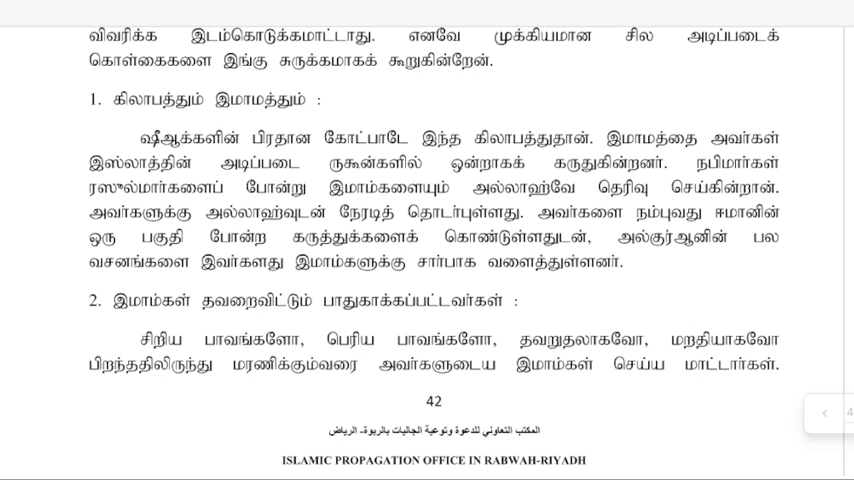 விவரிக்க இடம்கொடுக்கமாட்டாது. எனவே முக்கியமான சில அடிப்படைக்
கொள்கைகளை இங்கு சுருக்கமாகக் கூறுகின்றேன்.
1. கிலாபத்தும் இமாமத்தும் :
ஷீஆக்களின் பிரதான கோட்பாடே இந்த கிலாபத்துதான். இமாமத்தை அவர்கள்
இஸ்லாத்தின் அடிப்படை ருகூன்களில் ஒன்றாகக் கருதுகின்றனர். நபிமார்கள்
ரஸுல்மார்களைப் போன்று இமாம்களையும் அல்லாஹ்வே தெரிவு செய்கின்றான்.
அவர்களுக்கு அல்லாஹ்வுடன் நேரடித் தொடர்புள்ளது. அவர்களை நம்புவது ஈமானின்
ஒரு பகுதி போன்ற கருத்துக்களைக் கொண்டுள்ளதுடன், அல்குர்ஆனின் பல
வசனங்களை இவர்களது இமாம்களுக்கு சார்பாக வளைத்துள்ளனர்.
2. இமாம்கள் தவறைவிட்டும் பாதுகாக்கப்பட்டவர்கள் :
சிறிய பாவங்களோ, பெரிய பாவங்களோ, தவறுதலாகவோ, மறதியாகவோ
பிறந்ததிலிருந்து மரணிக்கும்வரை அவர்களுடைய இமாம்கள் செய்ய மாட்டார்கள்.
42
المكتب التعاوني للدعوة وتوعية الجاليات بالربوة- الرياض
ISLAMIC PROPAGATION OFFICE IN RABWAH-RIYADH
4